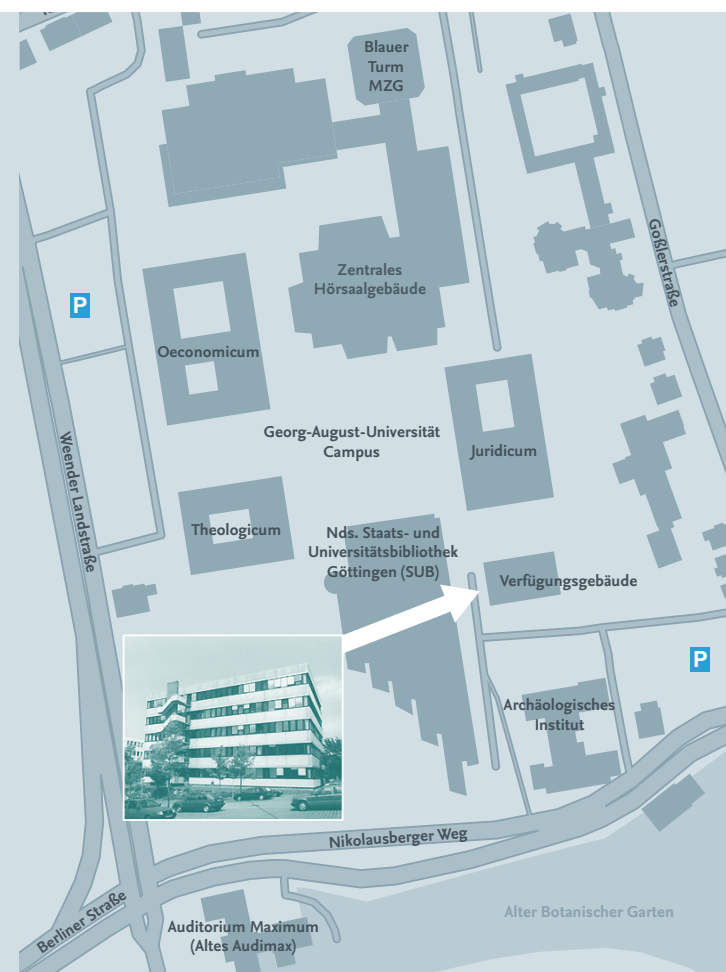 Blauer
Turm
MZG
Goßlerstraße
Zentrales
Hörsaalgebäude
P
Oeconomicum
Georg-August-Universität
Campus
Juridicum
Weender Landstraße
Theologicum
Nds. Staats- und
Universitätsbibliothek
Göttingen (SUB)
Verfügungsgebäude
P
Archäologisches
Institut
Nikolausberger Weg
Berliner Straße
Alter Botanischer Garten
Auditorium Maximum
(Altes Audimax)